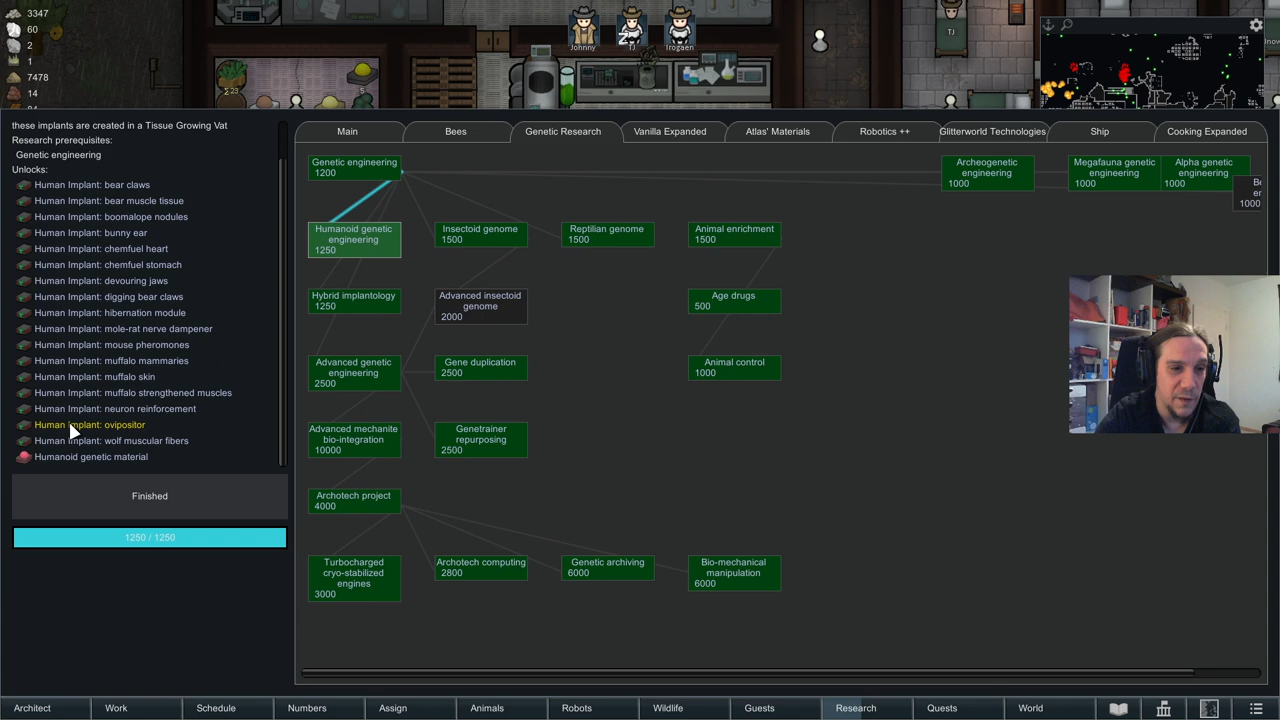 3347
60
2
1
7478
14
Johnny
TJ
Trogaen
TJ
23
these implants are created in a Tissue Growing Vat
Research prerequisites:
Genetic engineering
Unlocks:
Human Implant: bear claws
Human Implant: bear muscle tissue
Human Implant: boomalope nodules
Human Implant: bunny ear
Human Implant: chemfuel heart
Human Implant: chemfuel stomach
Human Implant: devouring jaws
Human Implant: digging bear claws
Human Implant: hibernation module
Human Implant: mole-rat nerve dampener
Human Implant: mouse pheromones
Human Implant: muffalo mammaries
Human Implant: muffalo skin
Human Implant: muffalo strengthened muscles
Human Implant: neuron reinforcement
Human Implant: ovipositor
Human Implant: wolf muscular fibers
Humanoid genetic material
Finished
1250 / 1250
Main
Bees
Genetic Research
Vanilla Expanded
Atlas' Materials
Robotics ++
Glitterworld Technologies
Ship
Cooking Expanded
Genetic engineering
1200
Archeogenetic
engineering
1000
Megafauna genetic
engineering
1000
Alpha genetic
engineering
1000
1000
Humanoid genetic
engineering
1250
Insectoid genome
1500
Reptilian genome
1500
Animal enrichment
1500
Hybrid implantology
1250
Advanced insectoid
genome
2000
Age drugs
500
Advanced genetic
engineering
2500
Gene duplication
2500
Animal control
1000
Advanced mechanite
bio-integration
10000
Genetrainer
repurposing
2500
Archotech project
4000
Turbocharged
cryo-stabilized
engines
3000
Archotech computing
2800
Genetic archiving
6000
Bio-mechanical
manipulation
6000
Architect
Work
Schedule
Numbers
Assign
Animals
Robots
Wildlife
Guests
Research
Quests
World